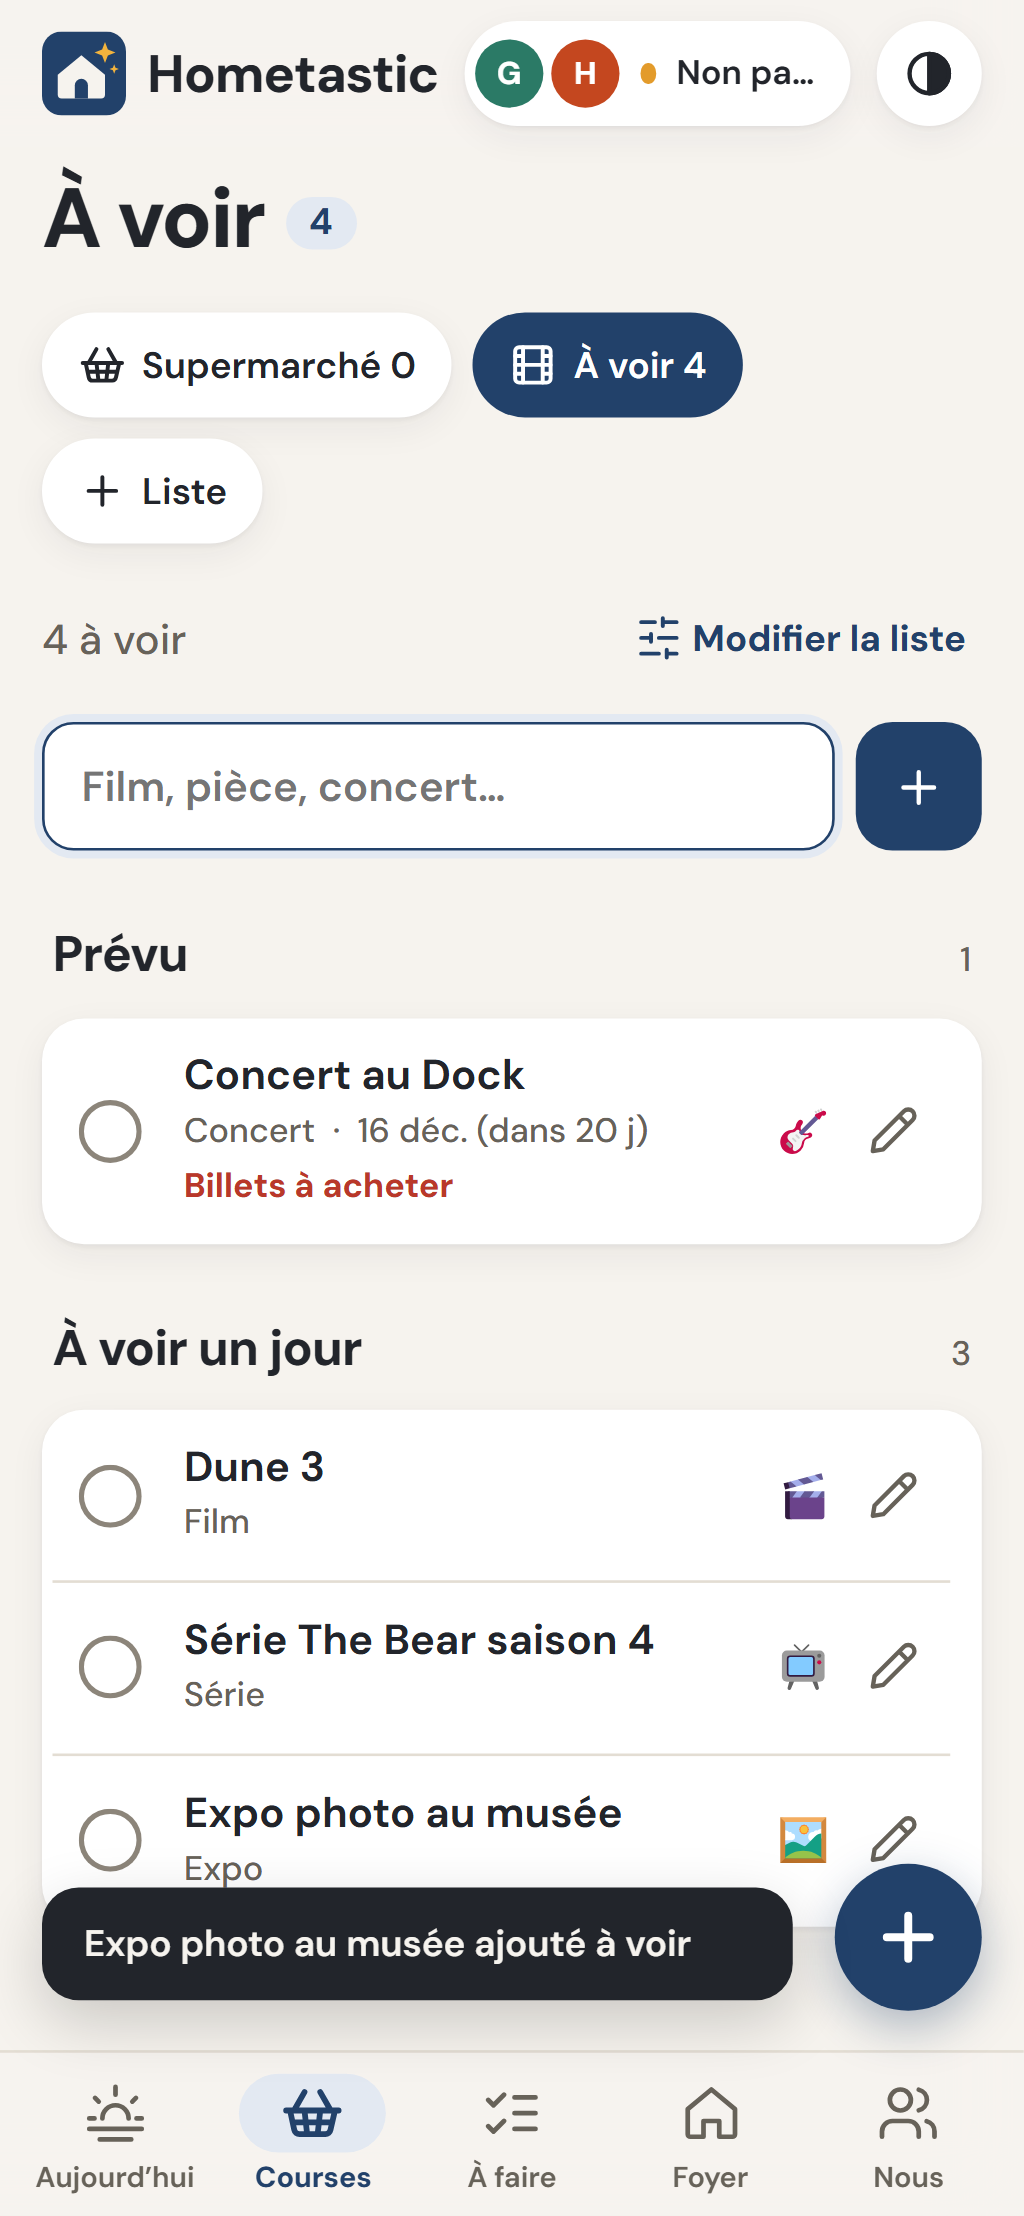 Hometastic
G H Non pa...
À voir 4
Supermarché 0
À voir 4
Liste
4 à voir
Modifier la liste
Film, pièce, concert...
Prévu 1
Concert au Dock
Concert · 16 déc. (dans 20 j)
Billets à acheter
À voir un jour 3
Dune 3
Film
Série The Bear saison 4
Série
Expo photo au musée
Expo
Expo photo au musée ajouté à voir
Aujourd’hui
Courses
À faire
Foyer
Nous